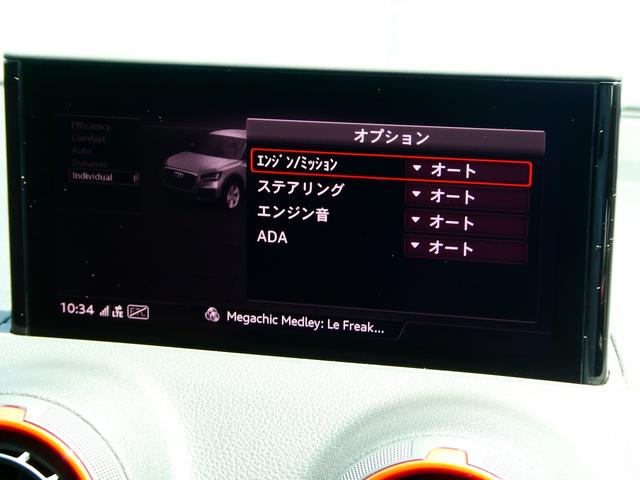 Efficiency
Comfort
Auto
Dynamic
Individual
オプション
ｴﾝｼﾞﾝ/ﾐｯｼｮﾝ オート
ステアリング オート
エンジン音 オート
ADA オート
10:34 LTE ETC
Megachic Medley: Le Freak...